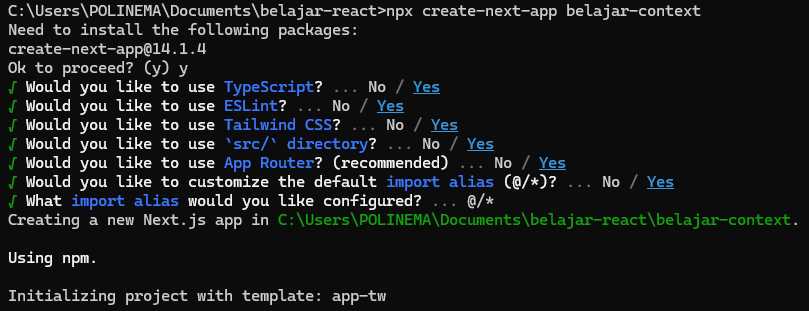 C:\Users\POLINEMA\Documents\belajar-react>npx create-next-app belajar-context
Need to install the following packages:
create-next-app@14.1.4
Ok to proceed? (y) y
√ Would you like to use TypeScript? ... No / Yes
√ Would you like to use ESLint? ... No / Yes
√ Would you like to use Tailwind CSS? ... No / Yes
√ Would you like to use `src/` directory? ... No / Yes
√ Would you like to use App Router? (recommended) ... No / Yes
√ Would you like to customize the default import alias (@/*)? ... No / Yes
√ What import alias would you like configured? ... @/*
Creating a new Next.js app in C:\Users\POLINEMA\Documents\belajar-react\belajar-context.
Using npm.
Initializing project with template: app-tw